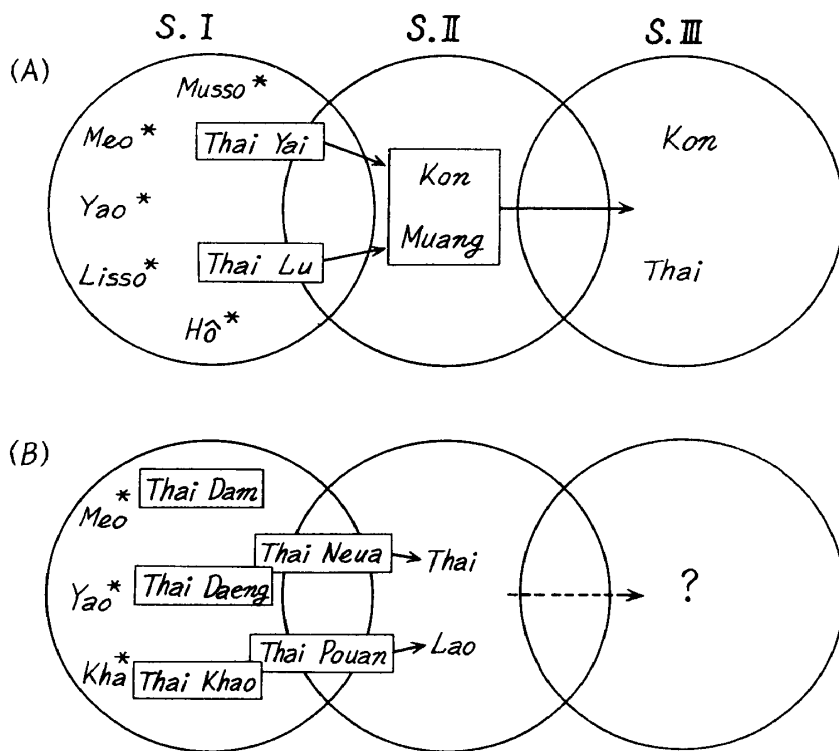 S. I S. II S. III
(A)
Musso*
Meo*
Thai Yai
Kon
Kon
Yao*
Muang
Thai Lu
Lisso*
Thai
Hô*
(B)
Thai Dam
Meo*
Thai Neua
Thai
Thai Daeng
Yao*
?
Thai Pouan
Lao
Kha*
Thai Khao